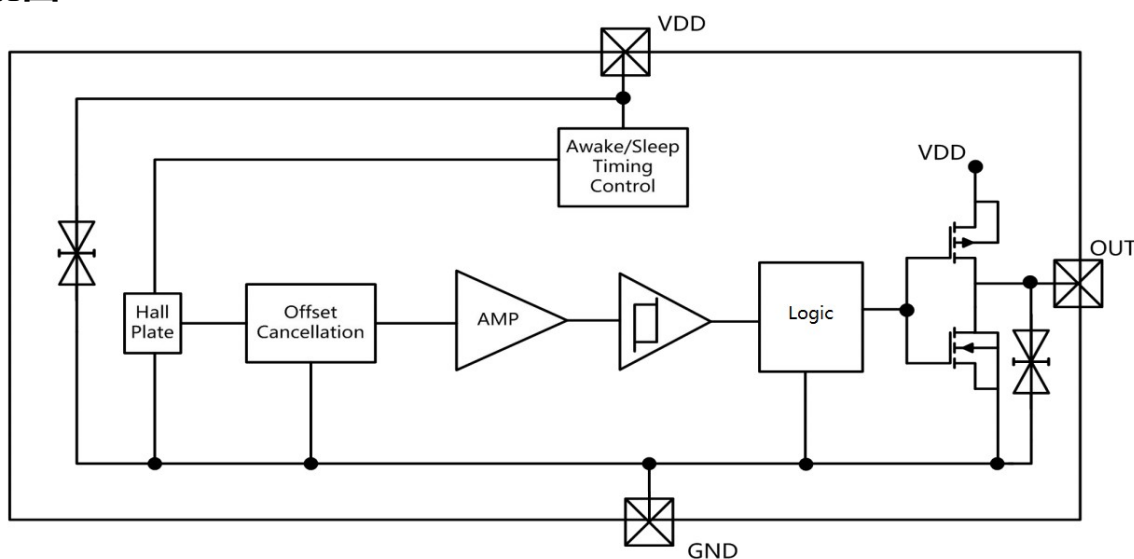 VDD
Awake/Sleep
Timing
Control
VDD
OUT
Hall
Plate
Offset
Cancellation
AMP
Logic
GND